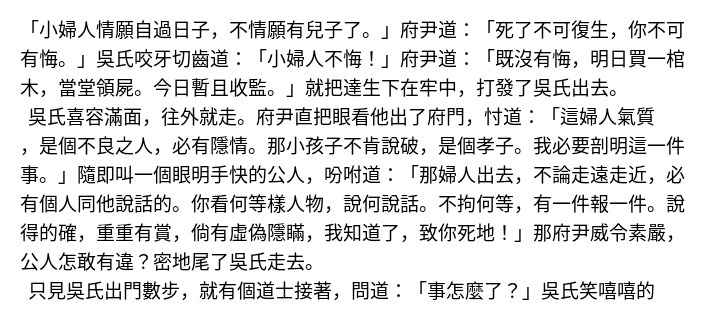 「小婦人情願自過日子，不情願有兒子了。」府尹道：「死了不可復生，你不可
有悔。」吳氏咬牙切齒道：「小婦人不悔！」府尹道：「既沒有悔，明日買一棺
木，當堂領屍。今日暫且收監。」就把達生下在牢中，打發了吳氏出去。
吳氏喜容滿面，往外就走。府尹直把眼看他出了府門，忖道：「這婦人氣質
，是個不良之人，必有隱情。那小孩子不肯說破，是個孝子。我必要剖明這一件
事。」隨即叫一個眼明手快的公人，吩咐道：「那婦人出去，不論走遠走近，必
有個人同他說話的。你看何等樣人物，說何說話。不拘何等，有一件報一件。說
得的確，重重有賞，倘有虛偽隱瞞，我知道了，致你死地！」那府尹威令素嚴，
公人怎敢有違？密地尾了吳氏走去。
只見吳氏出門數步，就有個道士接著，問道：「事怎麼了？」吳氏笑嘻嘻的